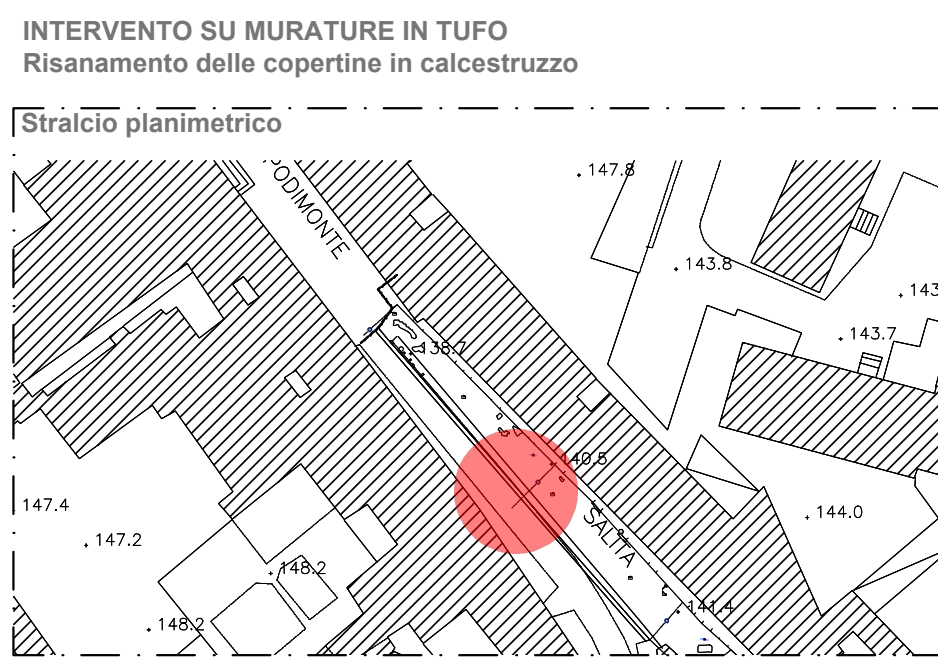 INTERVENTO SU MURATURE IN TUFO
Risanamento delle copertine in calcestruzzo
Stralcio planimetrico
ODIMONTE
147.8
143.8
143
143.7
138.7
140.5
147.4
144.0
147.2
SALITA
148.2
141.4
148.2